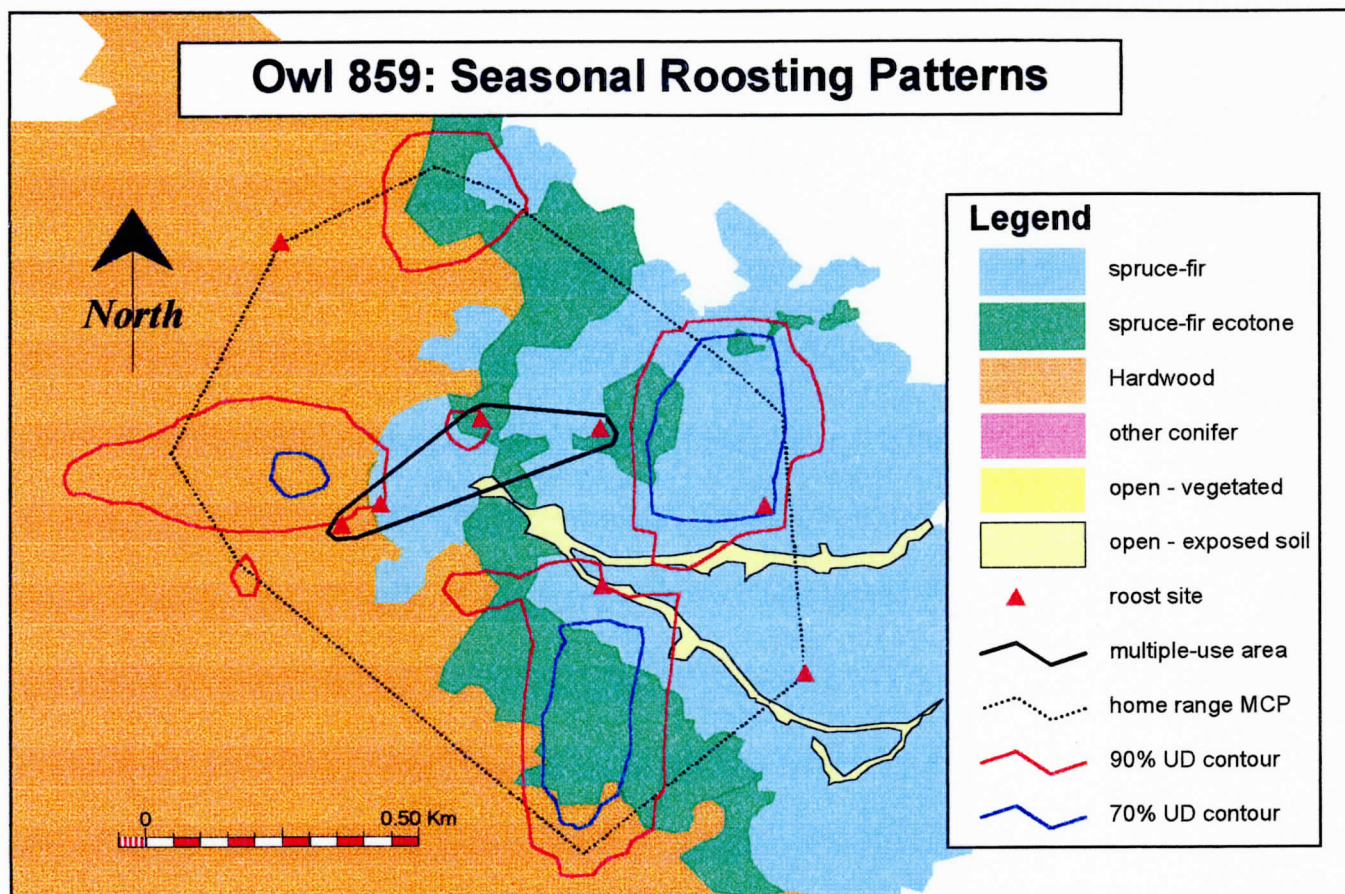 Owl 859: Seasonal Roosting Patterns
North
Legend
spruce-fir
spruce-fir ecotone
Hardwood
other conifer
open - vegetated
open - exposed soil
roost site
multiple-use area
home range MCP
90% UD contour
70% UD contour
0 0.50 Km